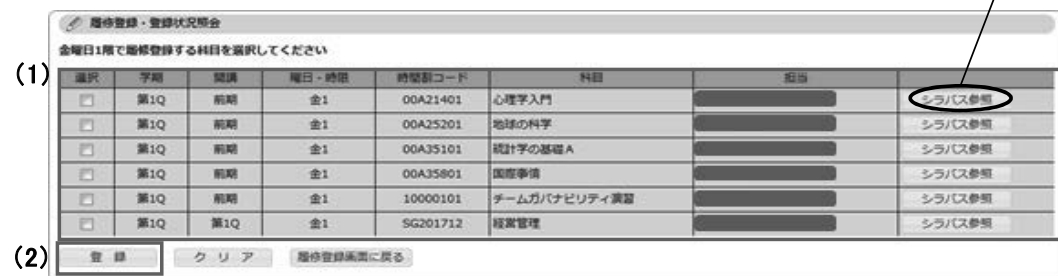 履修登録・登録状況照会
金曜日1限で履修登録する科目を選択してください
(1)
選択 学期 開講 曜日・時限 時間割コード 科目 担当
第1Q 前期 金1 00A21401 心理学入門 シラバス参照
第1Q 前期 金1 00A25201 地球の科学 シラバス参照
第1Q 前期 金1 00A35101 統計学の基礎A シラバス参照
第1Q 前期 金1 00A35801 国際事情 シラバス参照
第1Q 前期 金1 10000101 チームガバナビリティ演習 シラバス参照
第1Q 第1Q 金1 SG201712 経営管理 シラバス参照
(2) 登 録 ク リ ア 履修登録画面に戻る